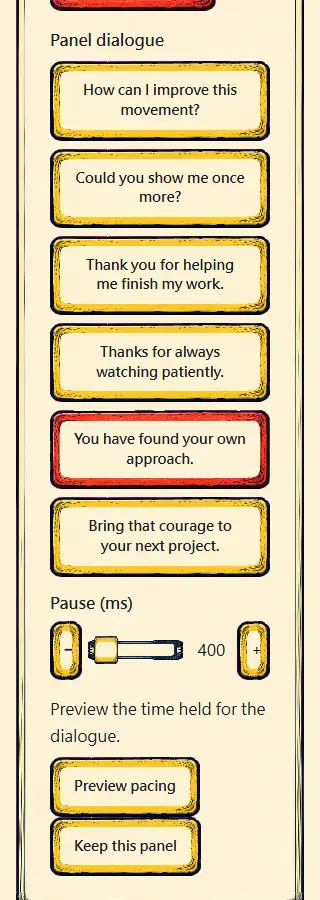 Panel dialogue
How can I improve this
movement?
Could you show me once
more?
Thank you for helping
me finish my work.
Thanks for always
watching patiently.
You have found your own
approach.
Bring that courage to
your next project.
Pause (ms)
− 400 +
Preview the time held for the
dialogue.
Preview pacing
Keep this panel